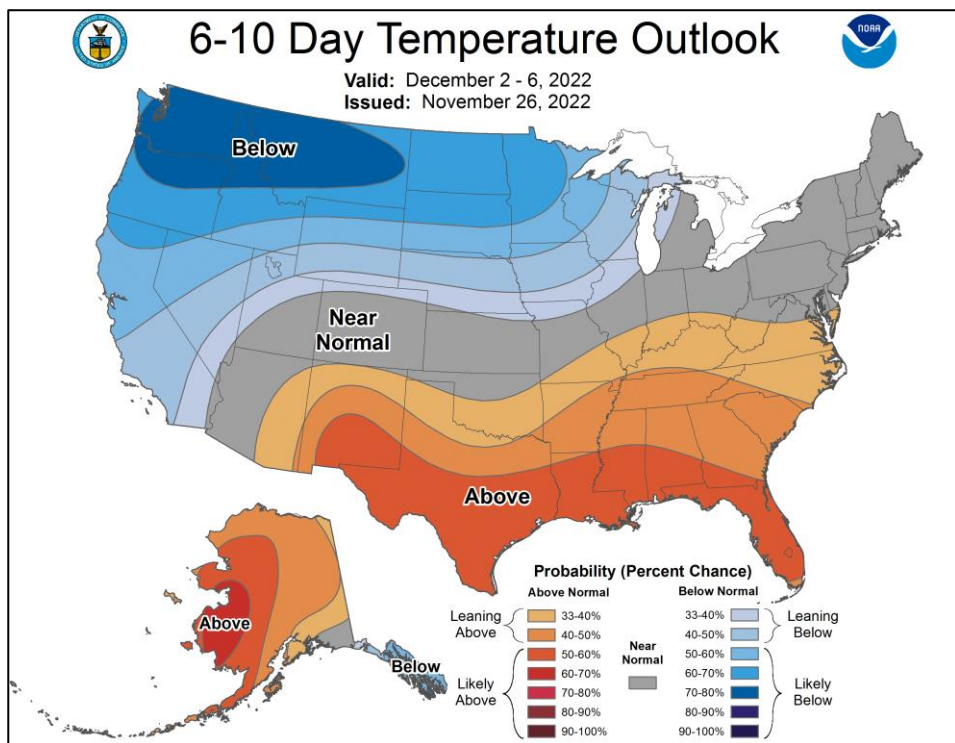 6-10 Day Temperature Outlook
NOAA
Valid: December 2 - 6, 2022
Issued: November 26, 2022
Below
Near
Normal
Above
Above
Below
Probability (Percent Chance)
Above Normal
Below Normal
Leaning
Above
33-40%
40-50%
Likely
Above
50-60%
60-70%
70-80%
80-90%
90-100%
Near
Normal
33-40%
40-50%
Leaning
Below
50-60%
60-70%
70-80%
80-90%
90-100%
Likely
Below